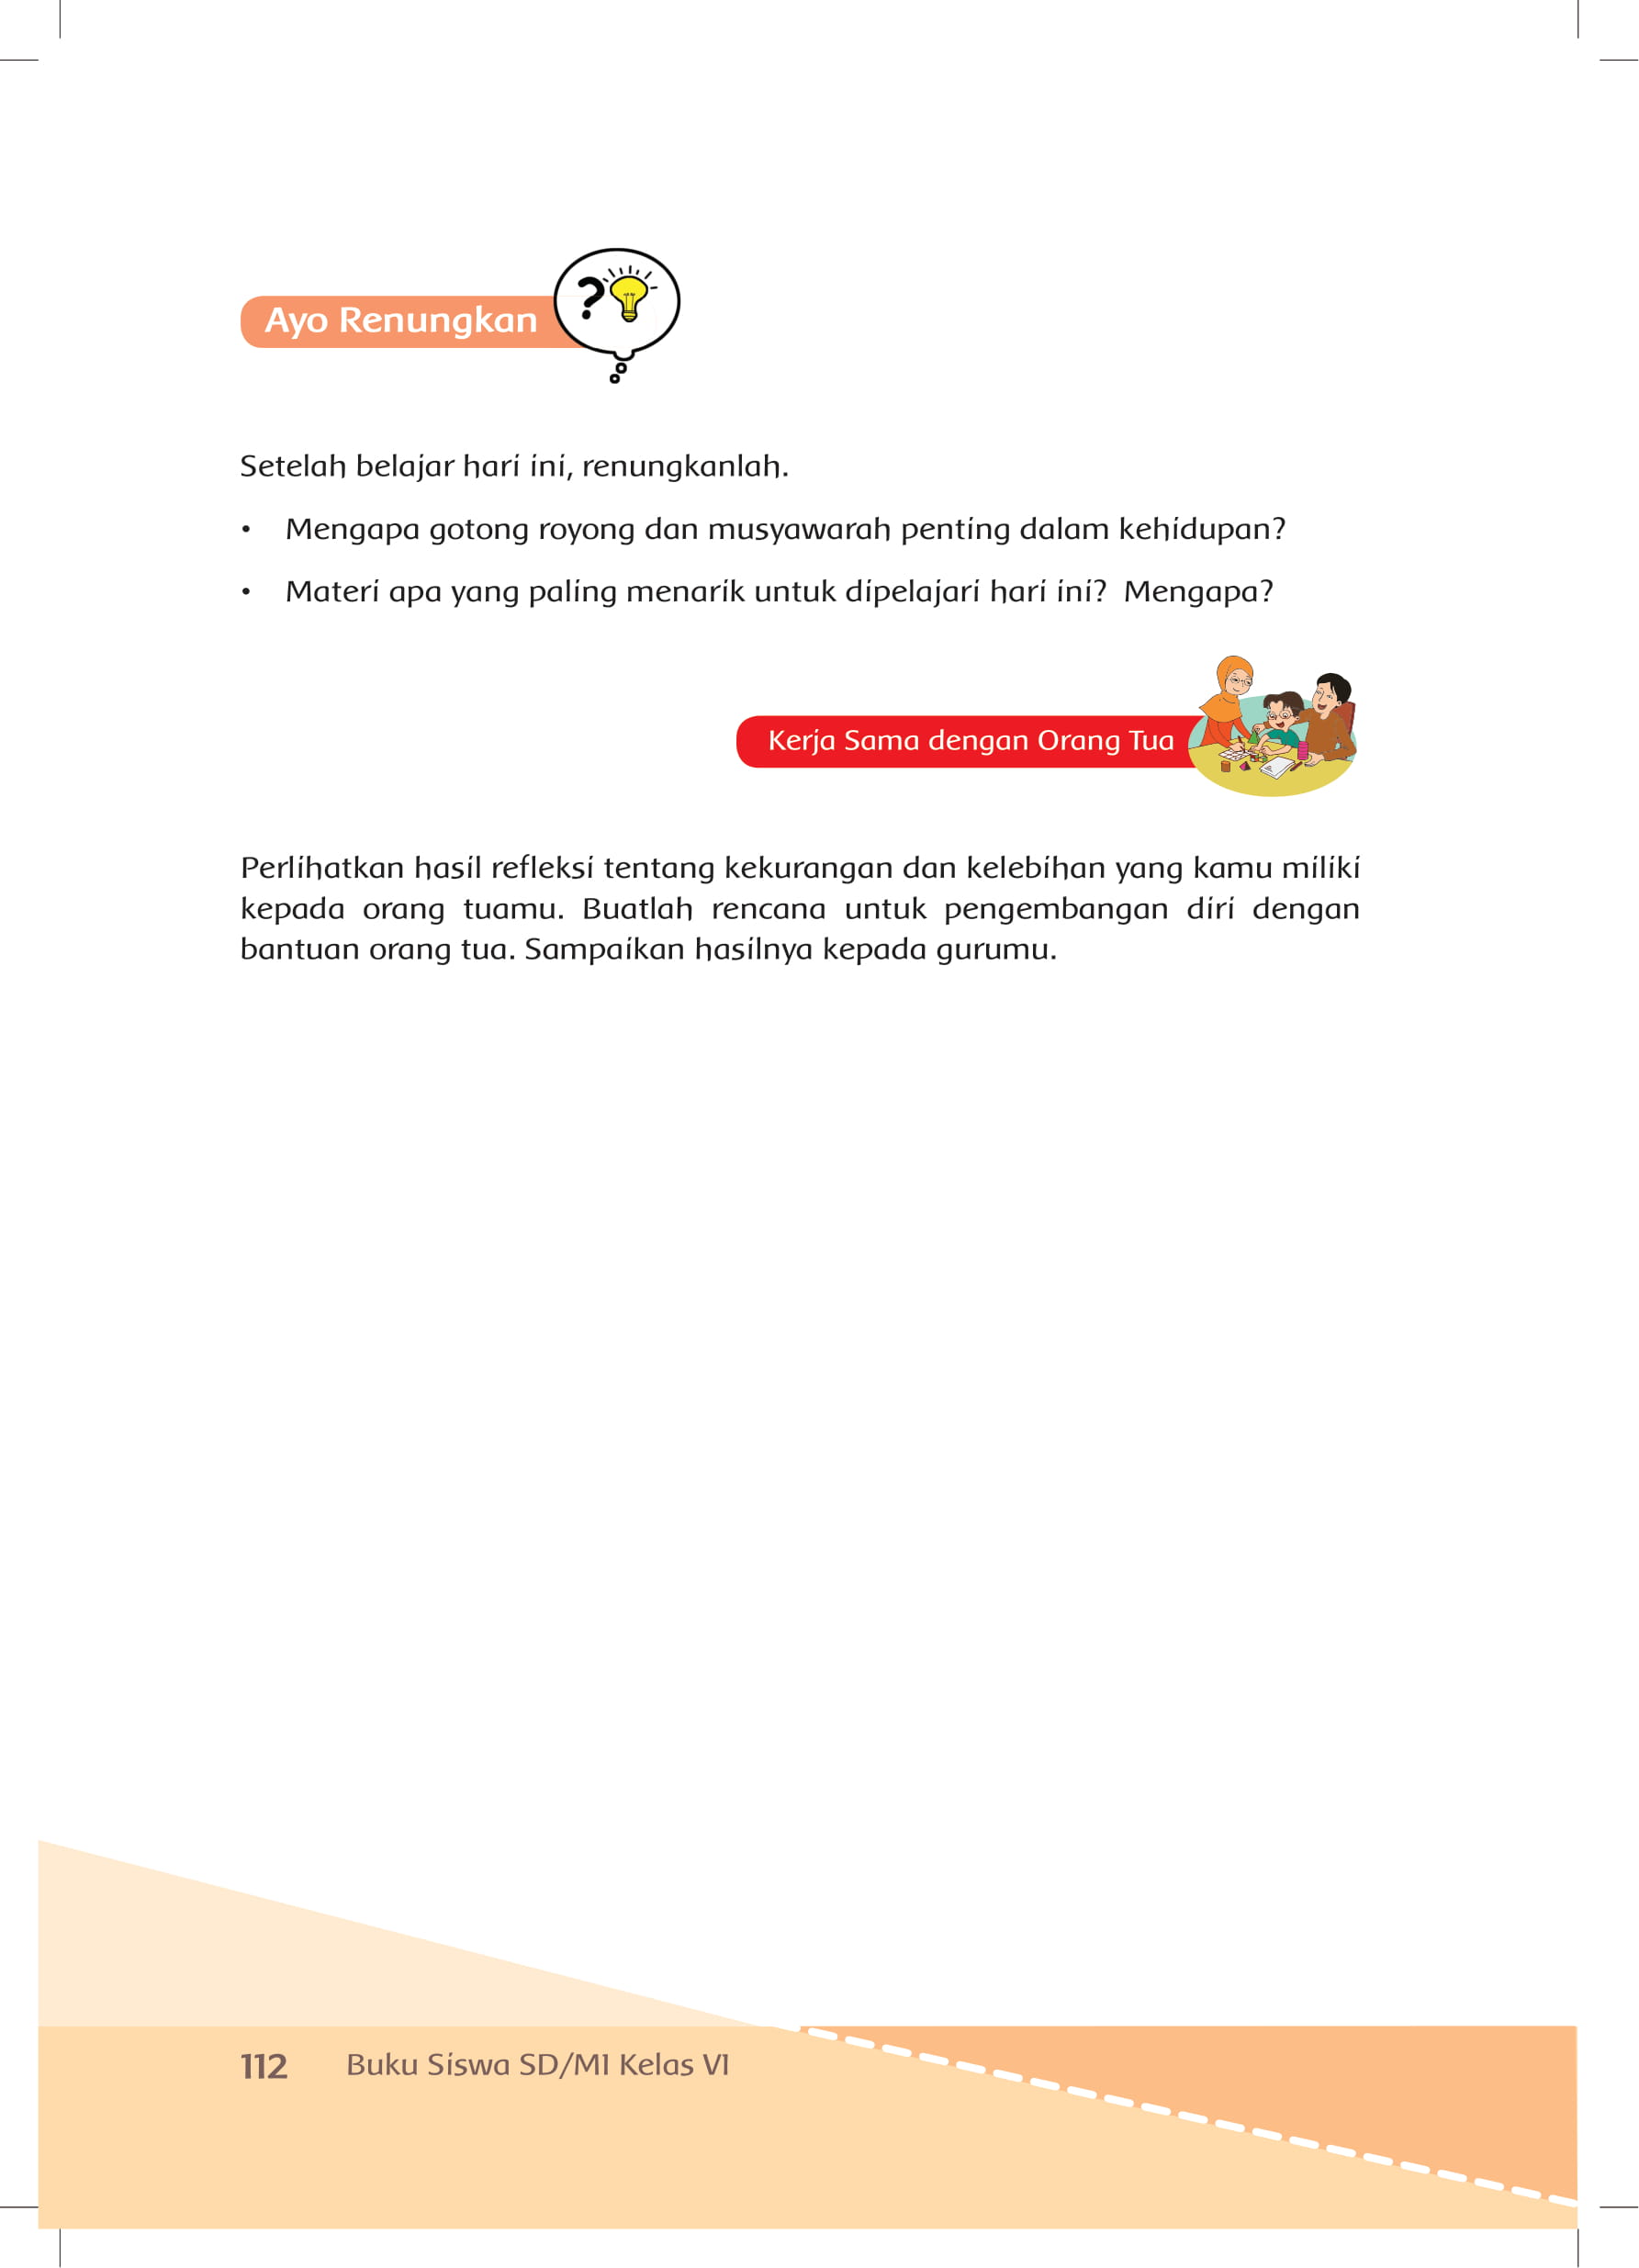 Ayo Renungkan
?
Setelah belajar hari ini, renungkanlah.
• Mengapa gotong royong dan musyawarah penting dalam kehidupan?
• Materi apa yang paling menarik untuk dipelajari hari ini? Mengapa?
Kerja Sama dengan Orang Tua
Perlihatkan hasil refleksi tentang kekurangan dan kelebihan yang kamu miliki
kepada orang tuamu. Buatlah rencana untuk pengembangan diri dengan
bantuan orang tua. Sampaikan hasilnya kepada gurumu.
112 Buku Siswa SD/MI Kelas VI